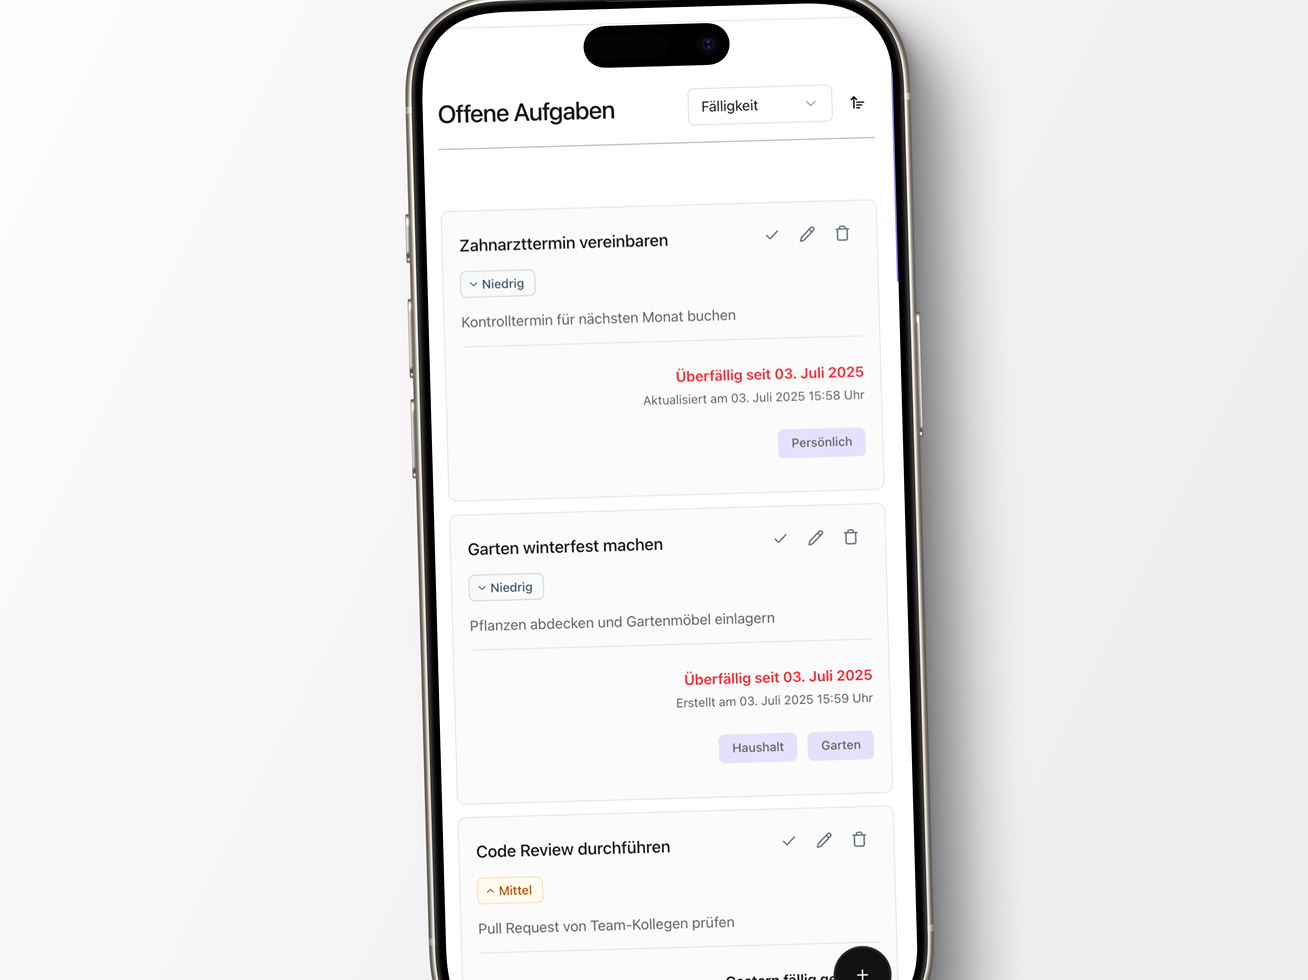 Offene Aufgaben
Fälligkeit
Zahnarzttermin vereinbaren
Niedrig
Kontrolltermin für nächsten Monat buchen
Überfällig seit 03. Juli 2025
Aktualisiert am 03. Juli 2025 15:58 Uhr
Persönlich
Garten winterfest machen
Niedrig
Pflanzen abdecken und Gartenmöbel einlagern
Überfällig seit 03. Juli 2025
Erstellt am 03. Juli 2025 15:59 Uhr
Haushalt Garten
Code Review durchführen
Mittel
Pull Request von Team-Kollegen prüfen
fällig
+